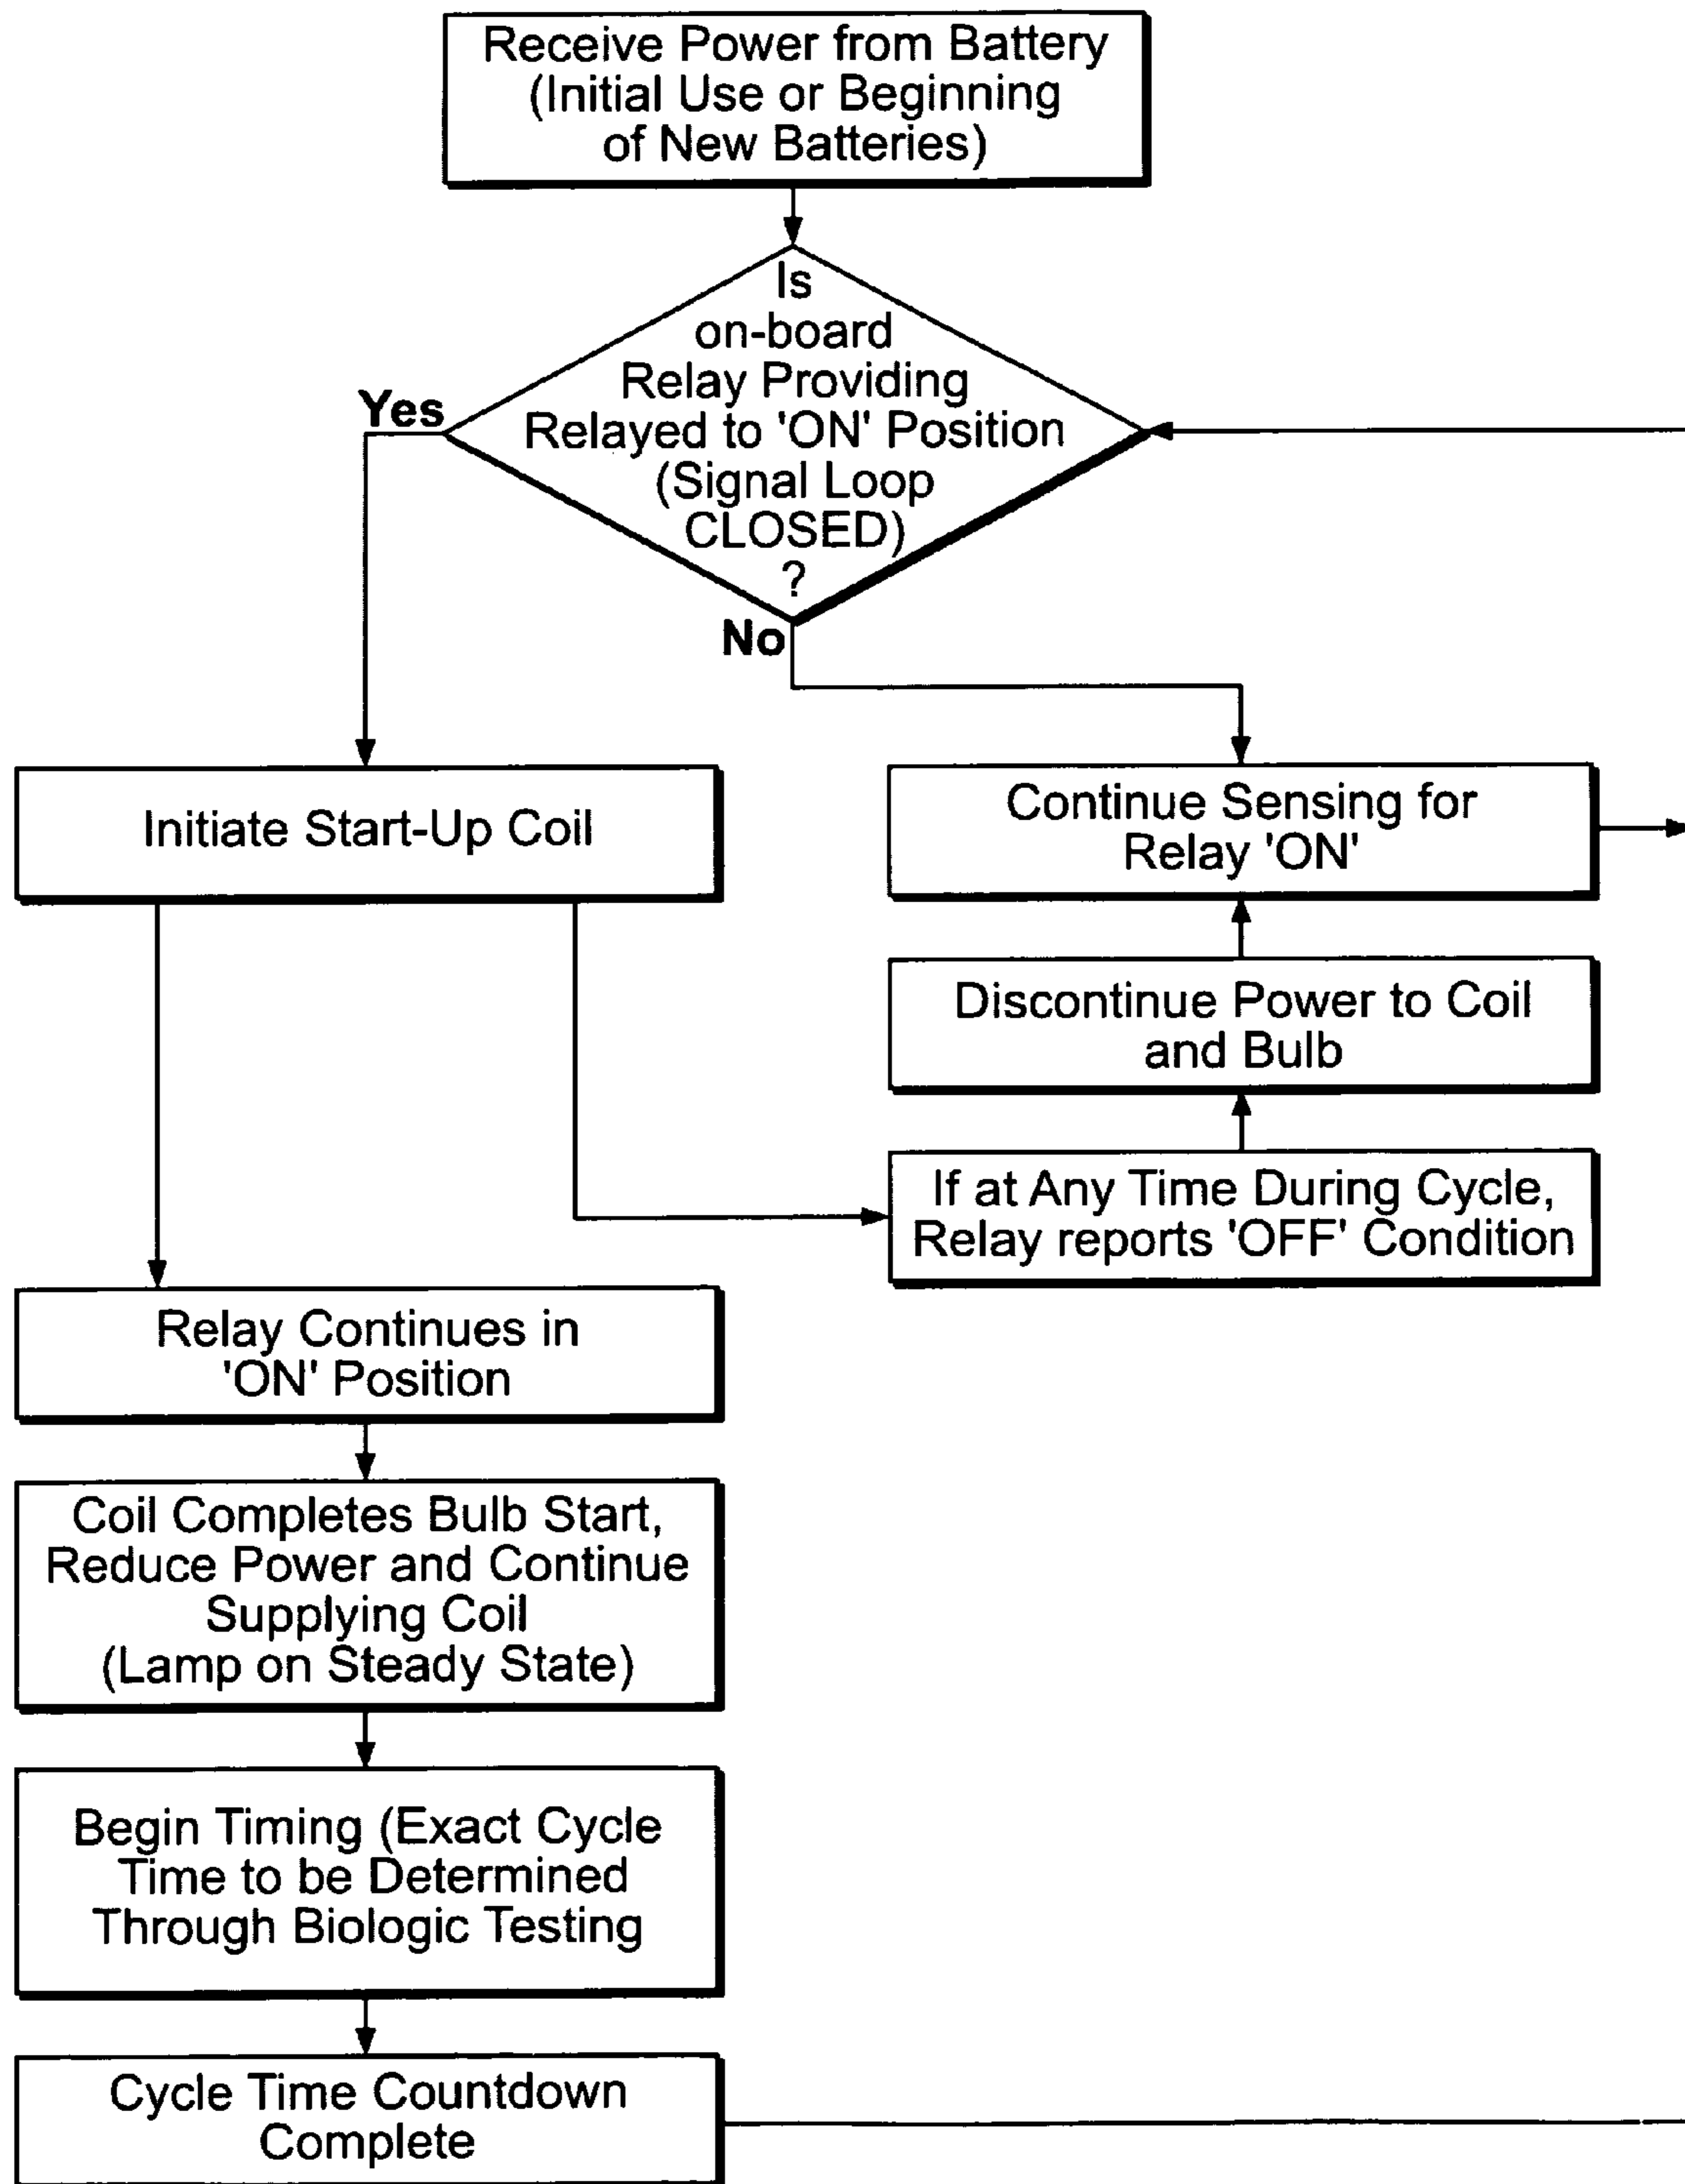 Receive Power from Battery
(Initial Use or Beginning
of New Batteries)
Is
on-board
Relay Providing
Relayed to 'ON' Position
(Signal Loop
CLOSED)
?
Yes
No
Initiate Start-Up Coil
Continue Sensing for
Relay 'ON'
Discontinue Power to Coil
and Bulb
If at Any Time During Cycle,
Relay reports 'OFF' Condition
Relay Continues in
'ON' Position
Coil Completes Bulb Start,
Reduce Power and Continue
Supplying Coil
(Lamp on Steady State)
Begin Timing (Exact Cycle
Time to be Determined
Through Biologic Testing
Cycle Time Countdown
Complete